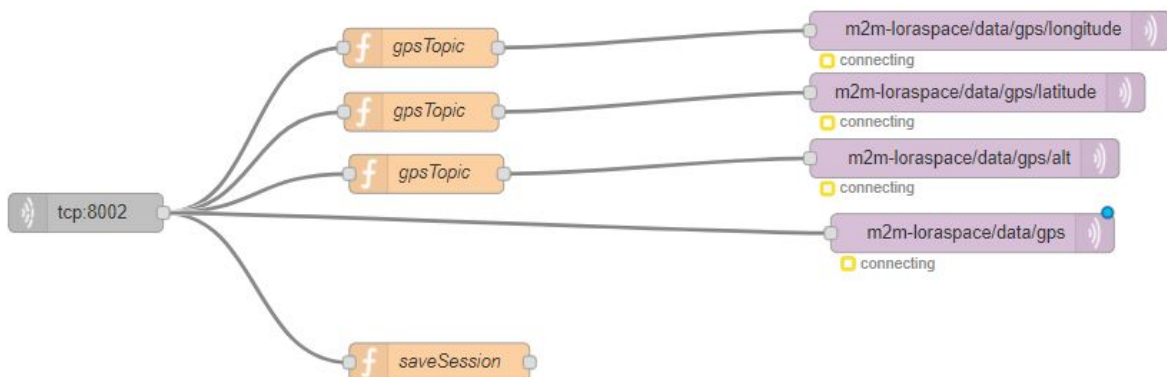 gpsTopic
m2m-loraspace/data/gps/longitude
connecting
gpsTopic
m2m-loraspace/data/gps/latitude
connecting
gpsTopic
m2m-loraspace/data/gps/alt
connecting
tcp:8002
m2m-loraspace/data/gps
connecting
saveSession